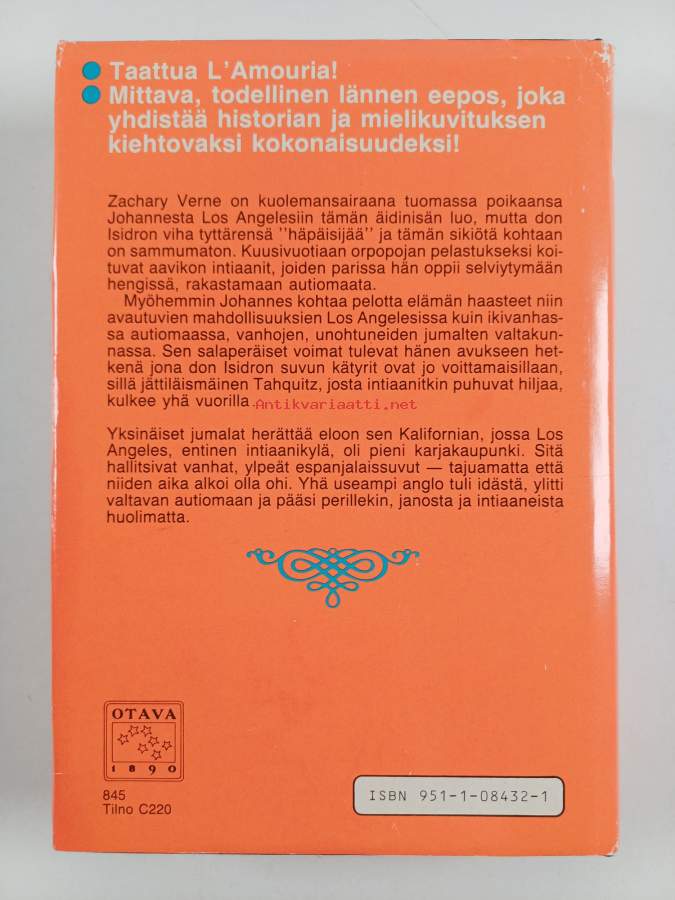 Taattua L'Amouria!
Mittava, todellinen lännen eepos, joka
yhdistää historian ja mielikuvituksen
kiehtovaksi kokonaisuudeksi!
Zachary Verne on kuolemansairaana tuomassa poikaansa
Johannesta Los Angelesiin tämän äidinisän luo, mutta don
Isidron viha tyttärensä ''häpäisijää'' ja tämän sikiötä kohtaan
on sammumaton. Kuusivuotiaan orpopojan pelastukseksi koi-
tuvat aavikon intiaanit, joiden parissa hän oppii selviytymään
hengissä, rakastamaan autiomaata.
Myöhemmin Johannes kohtaa pelotta elämän haasteet niin
avautuvien mahdollisuuksien Los Angelesissa kuin ikivanhas-
sa autiomaassa, vanhojen, unohtuneiden jumalten valtakun-
nassa. Sen salaperäiset voimat tulevat hänen avukseen het-
kenä jona don Isidron suvun kätyrit ovat jo voittamaisillaan,
sillä jättiläismäinen Tahquitz, josta intiaanitkin puhuvat hiljaa,
kulkee yhä vuorilla.
Antikvariaatti.net
Yksinäiset jumalat herättää eloon sen Kalifornian, jossa Los
Angeles, entinen intiaanikylä, oli pieni karjakaupunki. Sitä
hallitsivat vanhat, ylpeät espanjalaissuvut — tajuamatta että
niiden aika alkoi olla ohi. Yhä useampi anglo tuli idästä, ylitti
valtavan autiomaan ja pääsi perillekin, janosta ja intiaaneista
huolimatta.
OTAVA
1890
845
Tilno C220
ISBN 951-1-08432-1